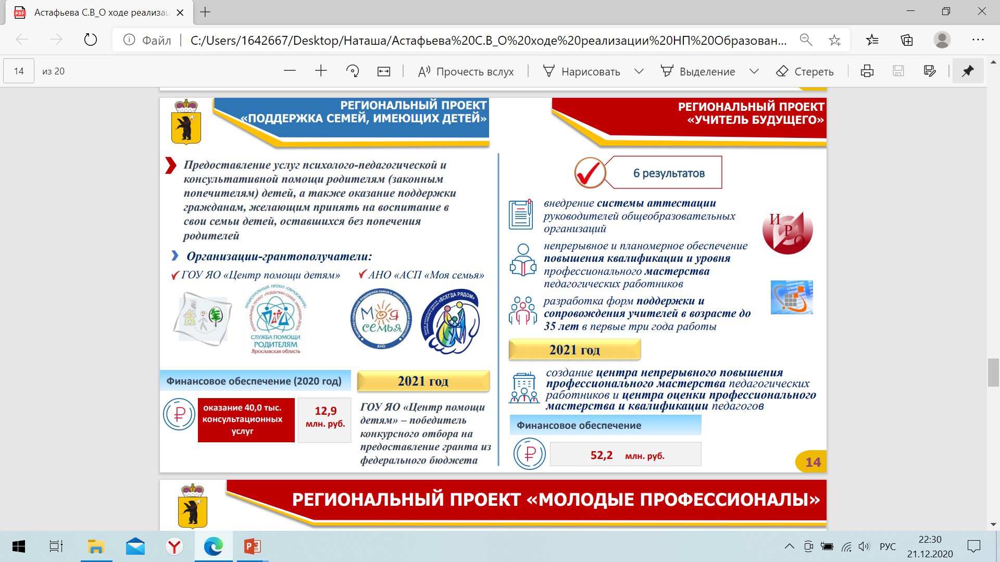 Астафьева С.В_О ходе реализац
Файл
C:/Users/1642667/Desktop/Наташа/Астафьева%20С.В_О%20ходе%20реализации%20НП%20Образован...
14
из 20
Прочесть вслух
Нарисовать
Выделение
Стереть
РЕГИОНАЛЬНЫЙ ПРОЕКТ
«ПОДДЕРЖКА СЕМЕЙ, ИМЕЮЩИХ ДЕТЕЙ»
Предоставление услуг психолого-педагогической и
консультативной помощи родителям (законным
попечителям) детей, а также оказание поддержки
гражданам, желающим принять на воспитание в
свои семьи детей, оставшихся без попечения
родителей
Организации-грантополучатели:
ГОУ ЯО «Центр помощи детям»
АНО «АСП «Моя семья»
НАЦИОНАЛЬНЫЙ ПРОЕКТ «ОБРАЗОВАНИЕ»
РЕГИОНАЛЬНЫЙ ПРОЕКТ «ПОДДЕРЖКА СЕМЕЙ, ИМЕЮЩИХ ДЕТЕЙ»
СЛУЖБА ПОМОЩИ
РОДИТЕЛЯМ
Ярославская область
МОЯ
семья
АНО
«ВСЕГДА РЯДОМ»
Финансовое обеспечение (2020 год)
оказание 40,0 тыс.
консультационных
услуг
12,9
млн. руб.
2021 год
ГОУ ЯО «Центр помощи
детям» – победитель
конкурсного отбора на
предоставление гранта из
федерального бюджета
РЕГИОНАЛЬНЫЙ ПРОЕКТ
«УЧИТЕЛЬ БУДУЩЕГО»
6 результатов
внедрение системы аттестации
руководителей общеобразовательных
организаций
ИРО
непрерывное и планомерное обеспечение
повышения квалификации и уровня
профессионального мастерства
педагогических работников
разработка форм поддержки и
сопровождения учителей в возрасте до
35 лет в первые три года работы
2021 год
создание центра непрерывного повышения
профессионального мастерства педагогических
работников и центра оценки профессионального
мастерства и квалификации педагогов
Финансовое обеспечение
52,2 млн. руб.
14
РЕГИОНАЛЬНЫЙ ПРОЕКТ «МОЛОДЫЕ ПРОФЕССИОНАЛЫ»
РУС
22:30
21.12.2020